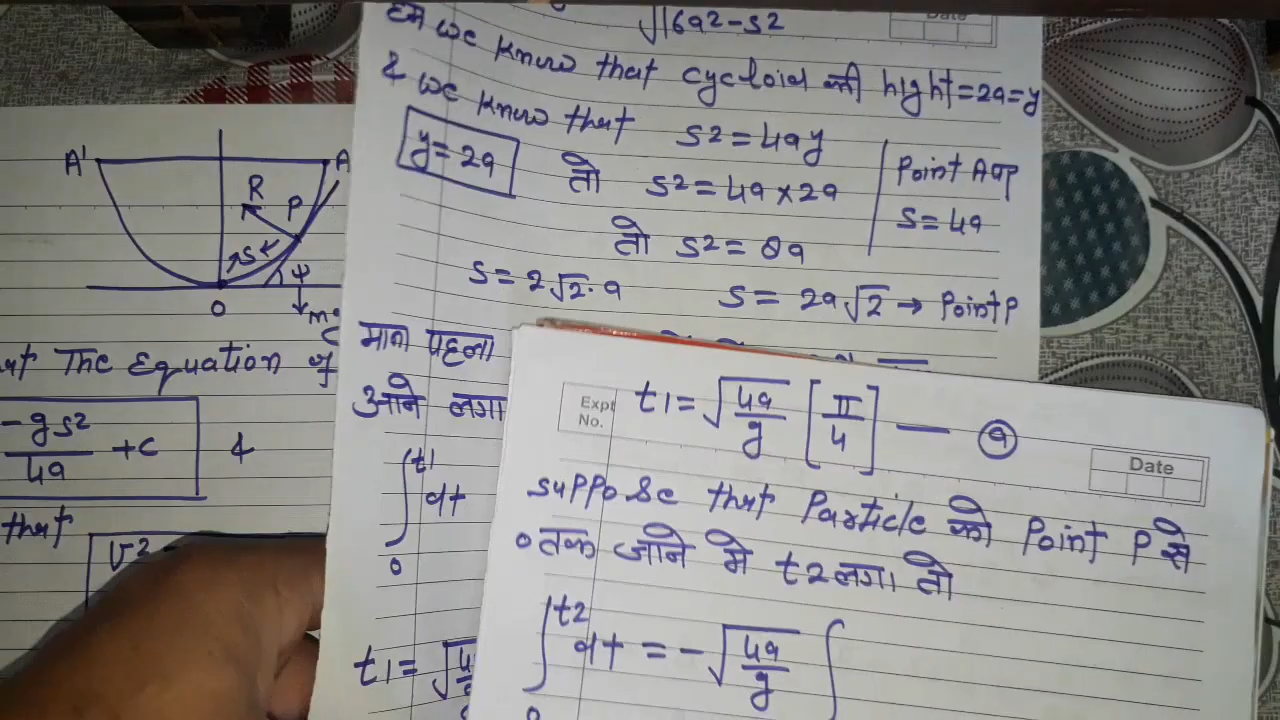 √16a²-s²
Date
we know that cycloid की hight=2a=y
& we know that s²=4ay
y=2a
तो s²=4a×2a
Point A पर
s=4a
तो s²=8a
s=2√2·a
s=2a√2→ Point P
माना पहला
आने लगा
∫₀^t1 dt
t1=√4
A' A
R P
s ψ
O
The Equation of
-gs²/4a +c &
that
v²
Expt
No.
Date
t1=√4a/g [π/4] — ⓐ
suppose that Particle को Point P से
o तक जाने मे t2 लगा तो
∫₀^t2 dt = -√4a/g ∫